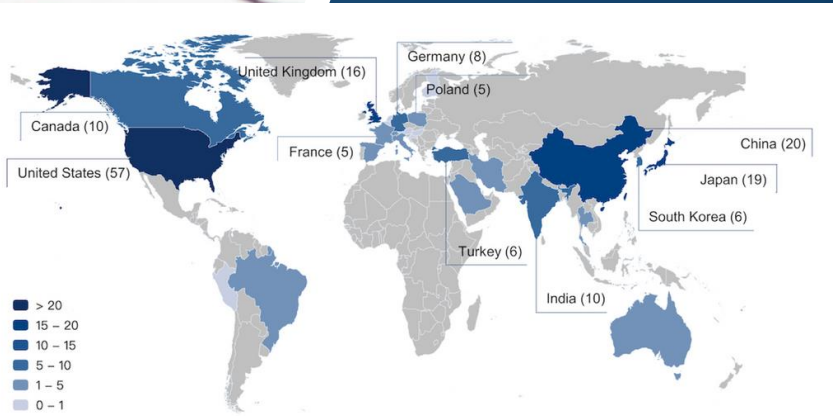 Germany (8)
United Kingdom (16)
Poland (5)
Canada (10)
China (20)
France (5)
United States (57)
Japan (19)
South Korea (6)
Turkey (6)
India (10)
> 20
15 – 20
10 – 15
5 – 10
1 – 5
0 – 1